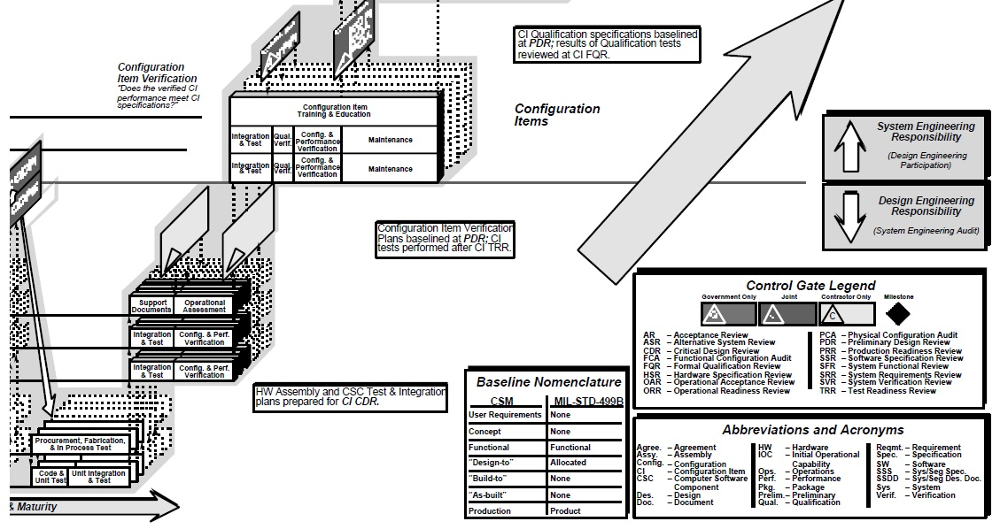 CI Qualification specifications baselined
at PDR; results of Qualification tests
reviewed at CI FQR.
Configuration
Item Verification
"Does the verified CI
performance meet CI
specifications?"
Configuration Item
Training & Education
Integration & Test
Qual. Verif.
Config. & Performance Verification
Maintenance
Integration & Test
Qual. Verif.
Config. & Performance Verification
Maintenance
Configuration
Items
System Engineering
Responsibility
(Design Engineering
Participation)
Design Engineering
Responsibility
(System Engineering Audit)
Configuration Item Verification
Plans baselined at PDR; CI
tests performed after CI TRR.
Support Documents
Operational Assessment
Integration & Test
Config. & Perf. Verification
Integration & Test
Config. & Perf. Verification
HW Assembly and CSC Test & Integration
plans prepared for CI CDR.
Procurement, Fabrication,
& In Process Test
Code & Unit Test
Unit Integration & Test
& Maturity
Control Gate Legend
Government Only Joint Contractor Only Milestone
C
AR – Acceptance Review
ASR – Alternative System Review
CDR – Critical Design Review
FCA – Functional Configuration Audit
FQR – Formal Qualification Review
HSR – Hardware Specification Review
OAR – Operational Acceptance Review
ORR – Operational Readiness Review
PCA – Physical Configuration Audit
PDR – Preliminary Design Review
PRR – Production Readiness Review
SSR – Software Specification Review
SFR – System Functional Review
SRR – System Requirements Review
SVR – System Verification Review
TRR – Test Readiness Review
Baseline Nomenclature
CSM MIL-STD-499B
User Requirements None
Concept None
Functional Functional
"Design-to" Allocated
"Build-to" None
"As-built" None
Production Product
Abbreviations and Acronyms
Agree. – Agreement
Assy. – Assembly
Config. – Configuration
CI – Configuration Item
CSC – Computer Software
Component
Des. – Design
Doc. – Document
HW – Hardware
IOC – Initial Operational
Capability
Ops. – Operations
Perf. – Performance
Pkg. – Package
Prelim. – Preliminary
Qual. – Qualification
Reqmt. – Requirement
Spec. – Specification
SW – Software
SSS – Sys/Seg Spec.
SSDD – Sys/Seg Des. Doc.
Sys – System
Verif. – Verification